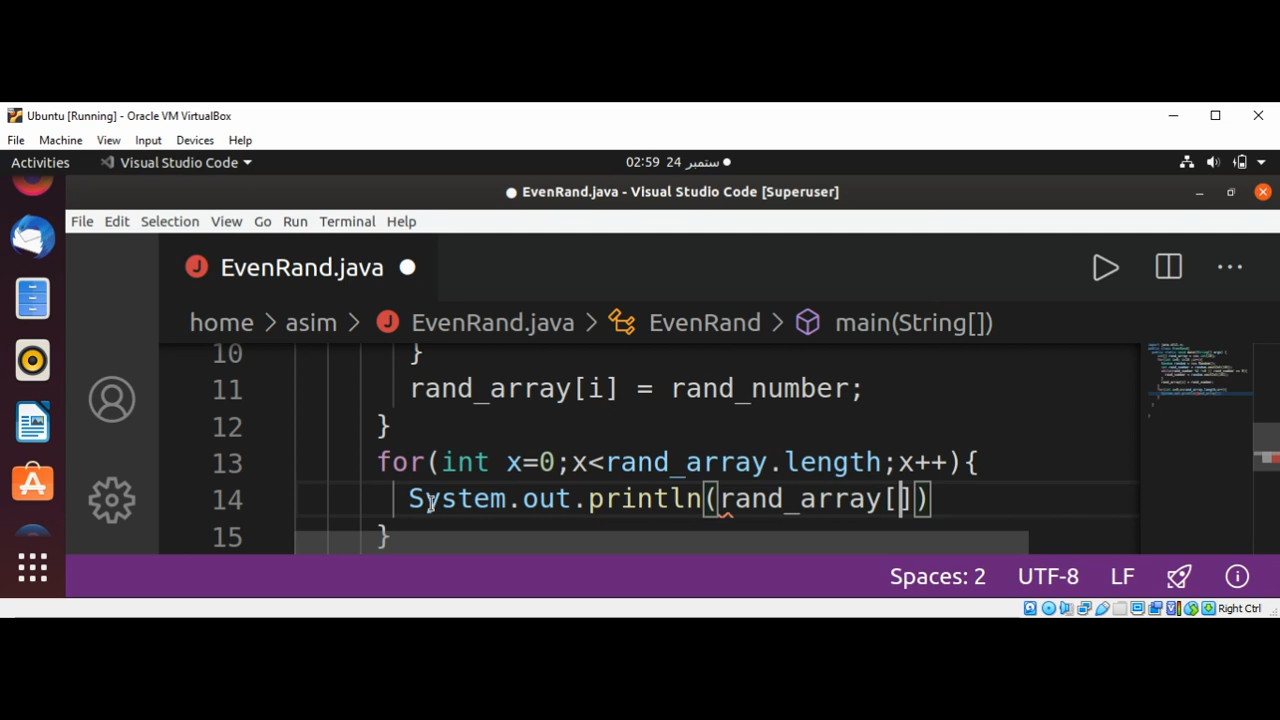 Ubuntu [Running] - Oracle VM VirtualBox
File Machine View Input Devices Help
Activities Visual Studio Code 02:59 24 ستمبر
EvenRand.java - Visual Studio Code [Superuser]
File Edit Selection View Go Run Terminal Help
J EvenRand.java
home > asim > J EvenRand.java > EvenRand > main(String[])
10 }
11 rand_array[i] = rand_number;
12 }
13 for(int x=0;x<rand_array.length;x++){
14 System.out.println(rand_array[])
15 }
Spaces: 2 UTF-8 LF
Right Ctrl